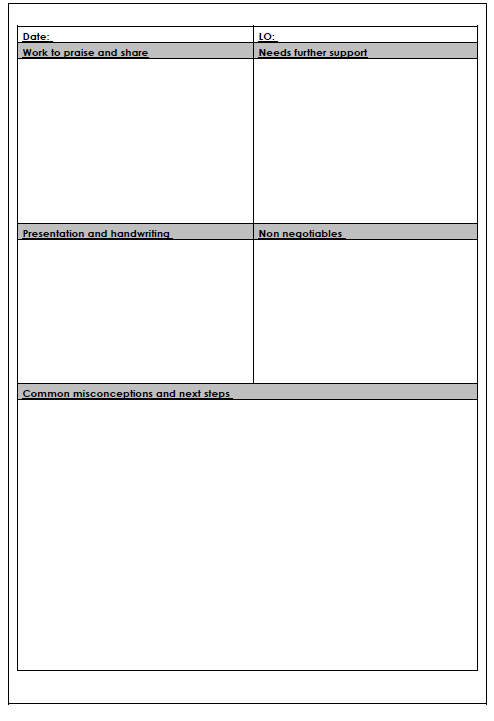 Date:
LO:
Work to praise and share
Needs further support
Presentation and handwriting
Non negotiables
Common misconceptions and next steps